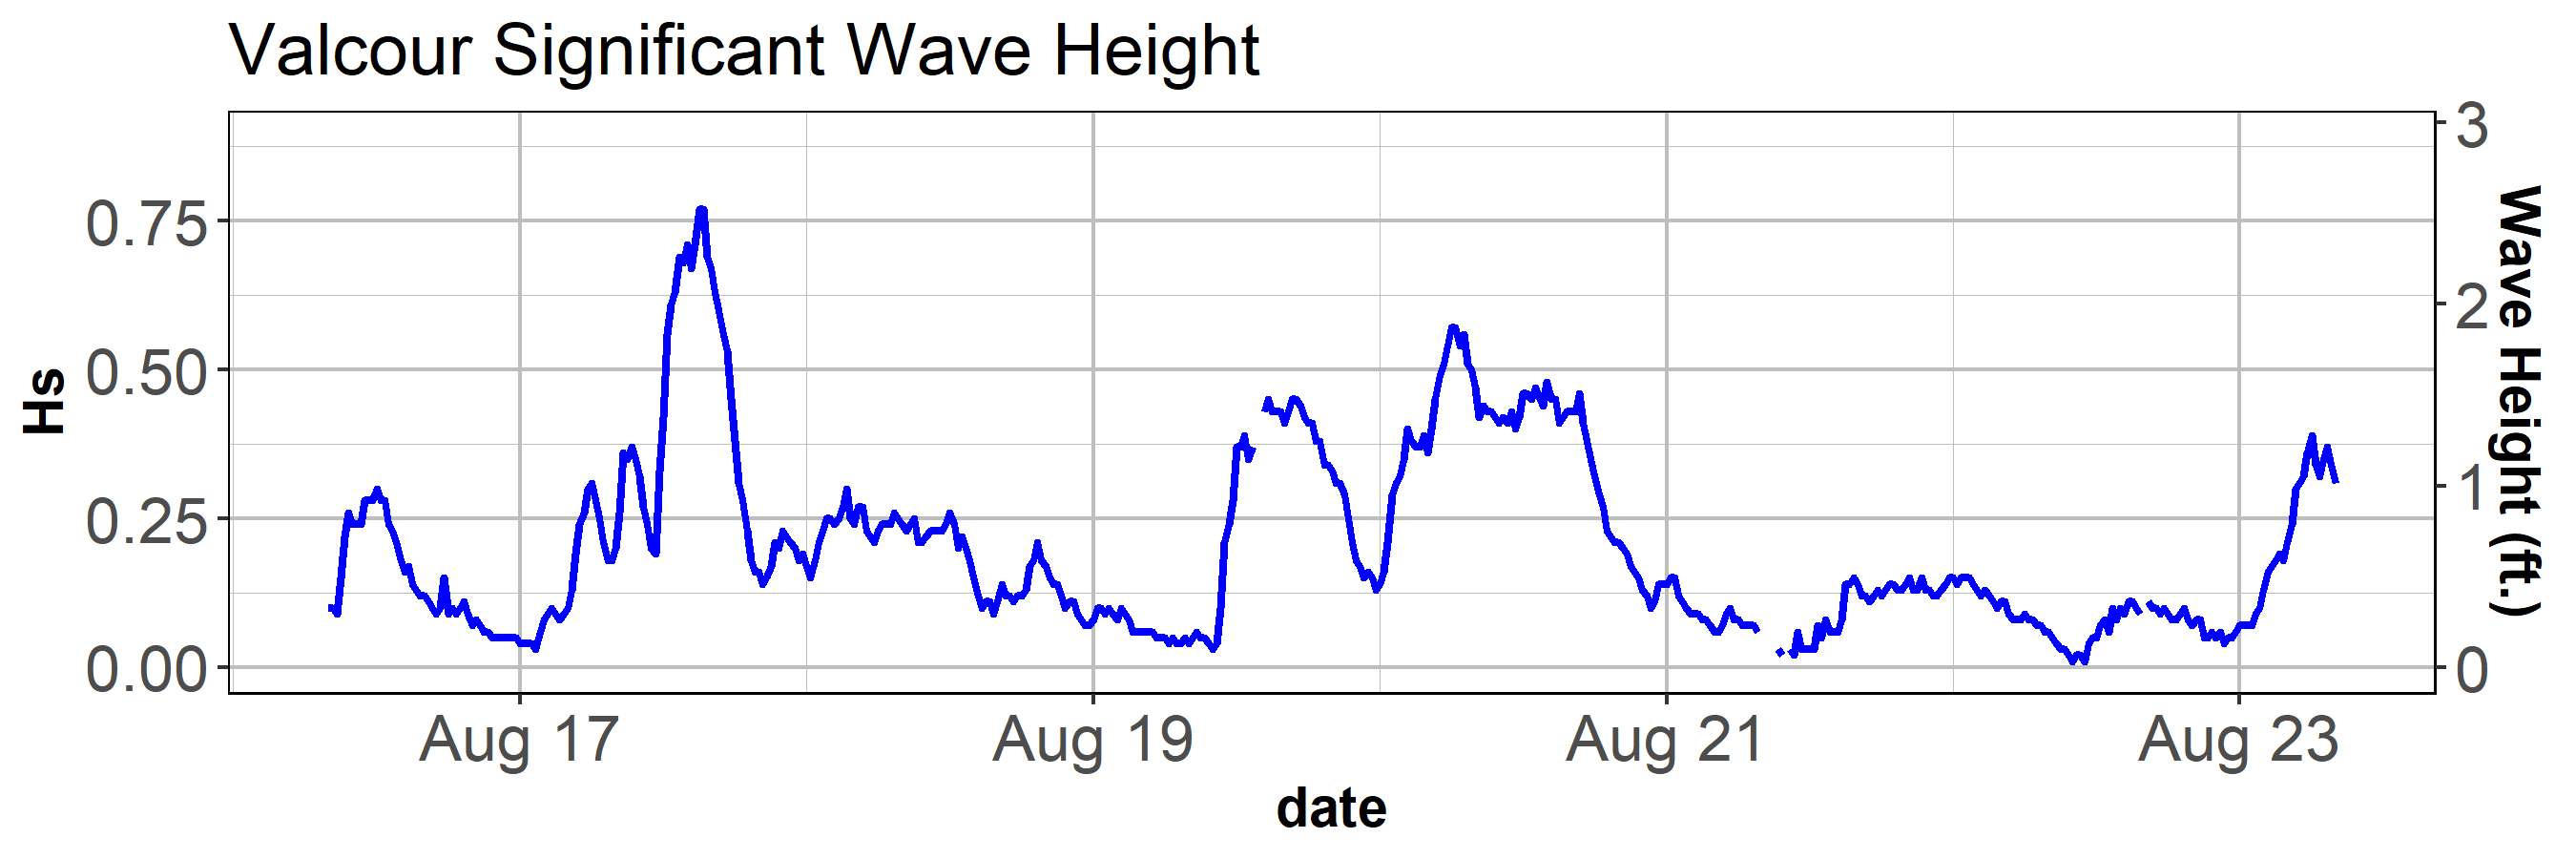 Valcour Significant Wave Height
Hs
0.75
0.50
0.25
0.00
3
2
1
0
Wave Height (ft.)
Aug 17
Aug 19
Aug 21
Aug 23
date